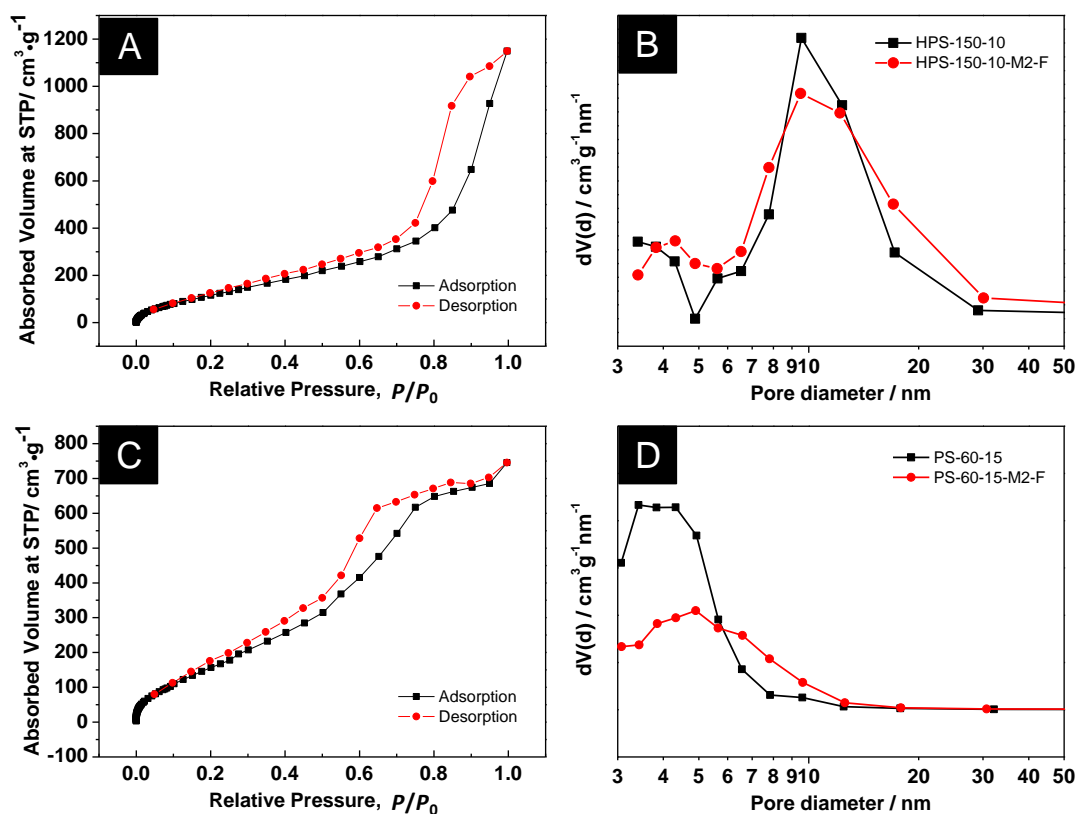 A
Absorbed Volume at STP/ cm³•g⁻¹
1200
1000
800
600
400
200
0
Adsorption
Desorption
0.0 0.2 0.4 0.6 0.8 1.0
Relative Pressure, P/P₀
B
HPS-150-10
HPS-150-10-M2-F
dV(d) / cm³g⁻¹nm⁻¹
3 4 5 6 7 8 9 10 20 30 40 50
Pore diameter / nm
C
Absorbed Volume at STP/ cm³•g⁻¹
800
700
600
500
400
300
200
100
0
-100
Adsorption
Desorption
0.0 0.2 0.4 0.6 0.8 1.0
Relative Pressure, P/P₀
D
PS-60-15
PS-60-15-M2-F
dV(d) / cm³g⁻¹nm⁻¹
3 4 5 6 7 8 9 10 20 30 40 50
Pore diameter / nm